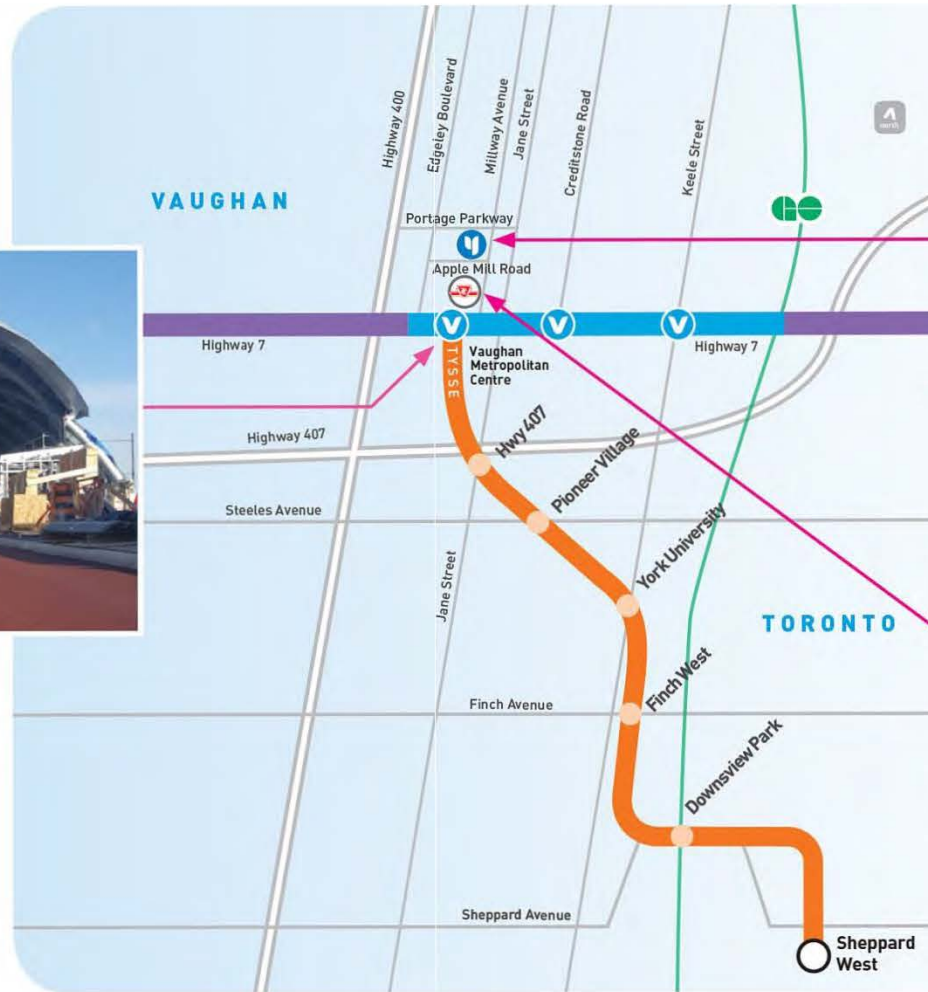 Highway 400
Edgeley Boulevard
Millway Avenue
Jane Street
Creditstone Road
Keele Street
north
VAUGHAN
GO
Portage Parkway
Apple Mill Road
V
V
V
Highway 7
Highway 7
TYSSE
Vaughan
Metropolitan
Centre
Highway 407
Hwy 407
Pioneer Village
Steeles Avenue
York University
Jane Street
TORONTO
Finch West
Finch Avenue
Downsview Park
Sheppard Avenue
Sheppard
West